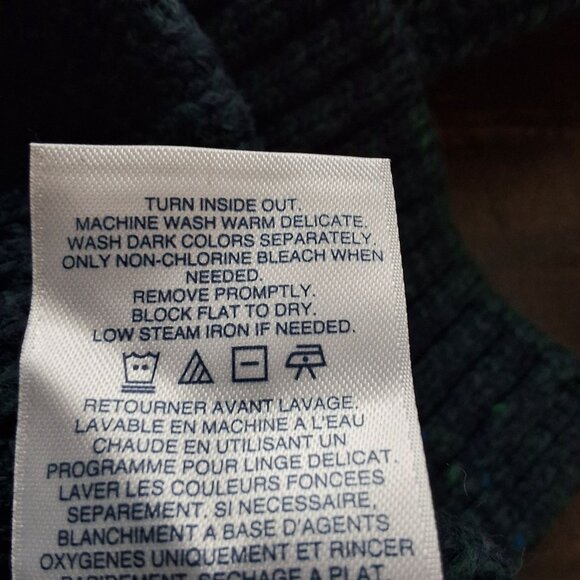 TURN INSIDE OUT.
MACHINE WASH WARM DELICATE.
WASH DARK COLORS SEPARATELY.
ONLY NON-CHLORINE BLEACH WHEN
NEEDED.
REMOVE PROMPTLY.
BLOCK FLAT TO DRY.
LOW STEAM IRON IF NEEDED.
RETOURNER AVANT LAVAGE.
LAVABLE EN MACHINE A L'EAU
CHAUDE EN UTILISANT UN
PROGRAMME POUR LINGE DELICAT.
LAVER LES COULEURS FONCEES
SEPAREMENT. SI NECESSAIRE,
BLANCHIMENT A BASE D'AGENTS
OXYGENES UNIQUEMENT ET RINCER
RAPIDEMENT. SECHAGE A PLAT